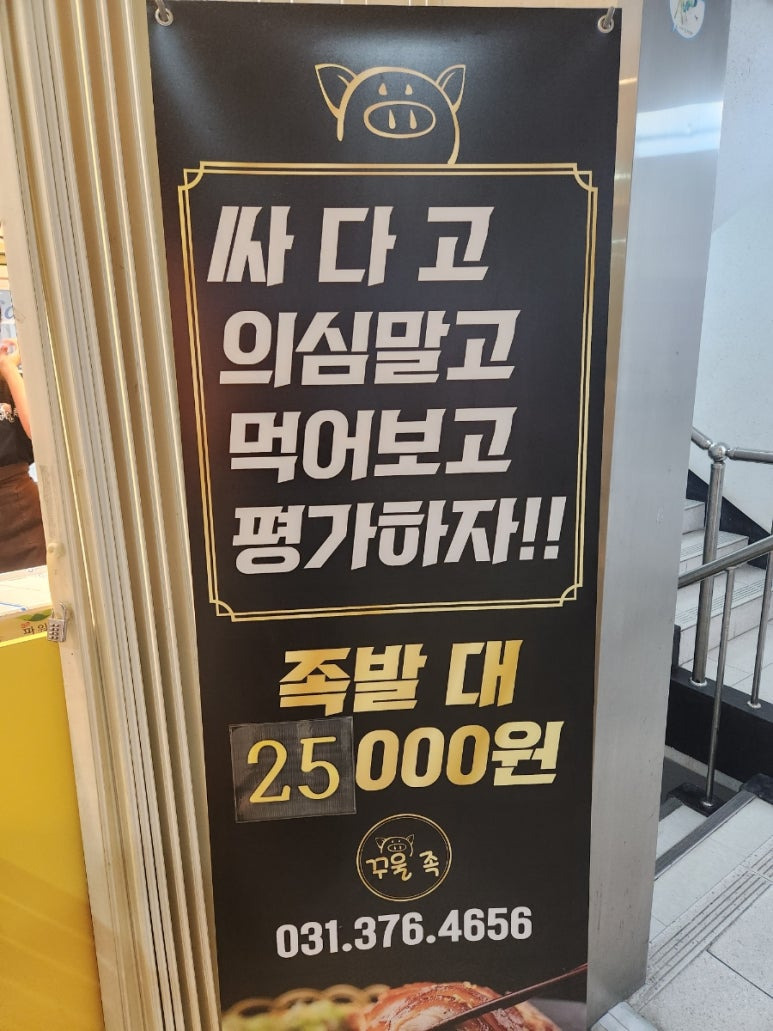 싸다고
의심말고
먹어보고
평가하자!!
족발 대
25000원
꾸울 족
031.376.4656